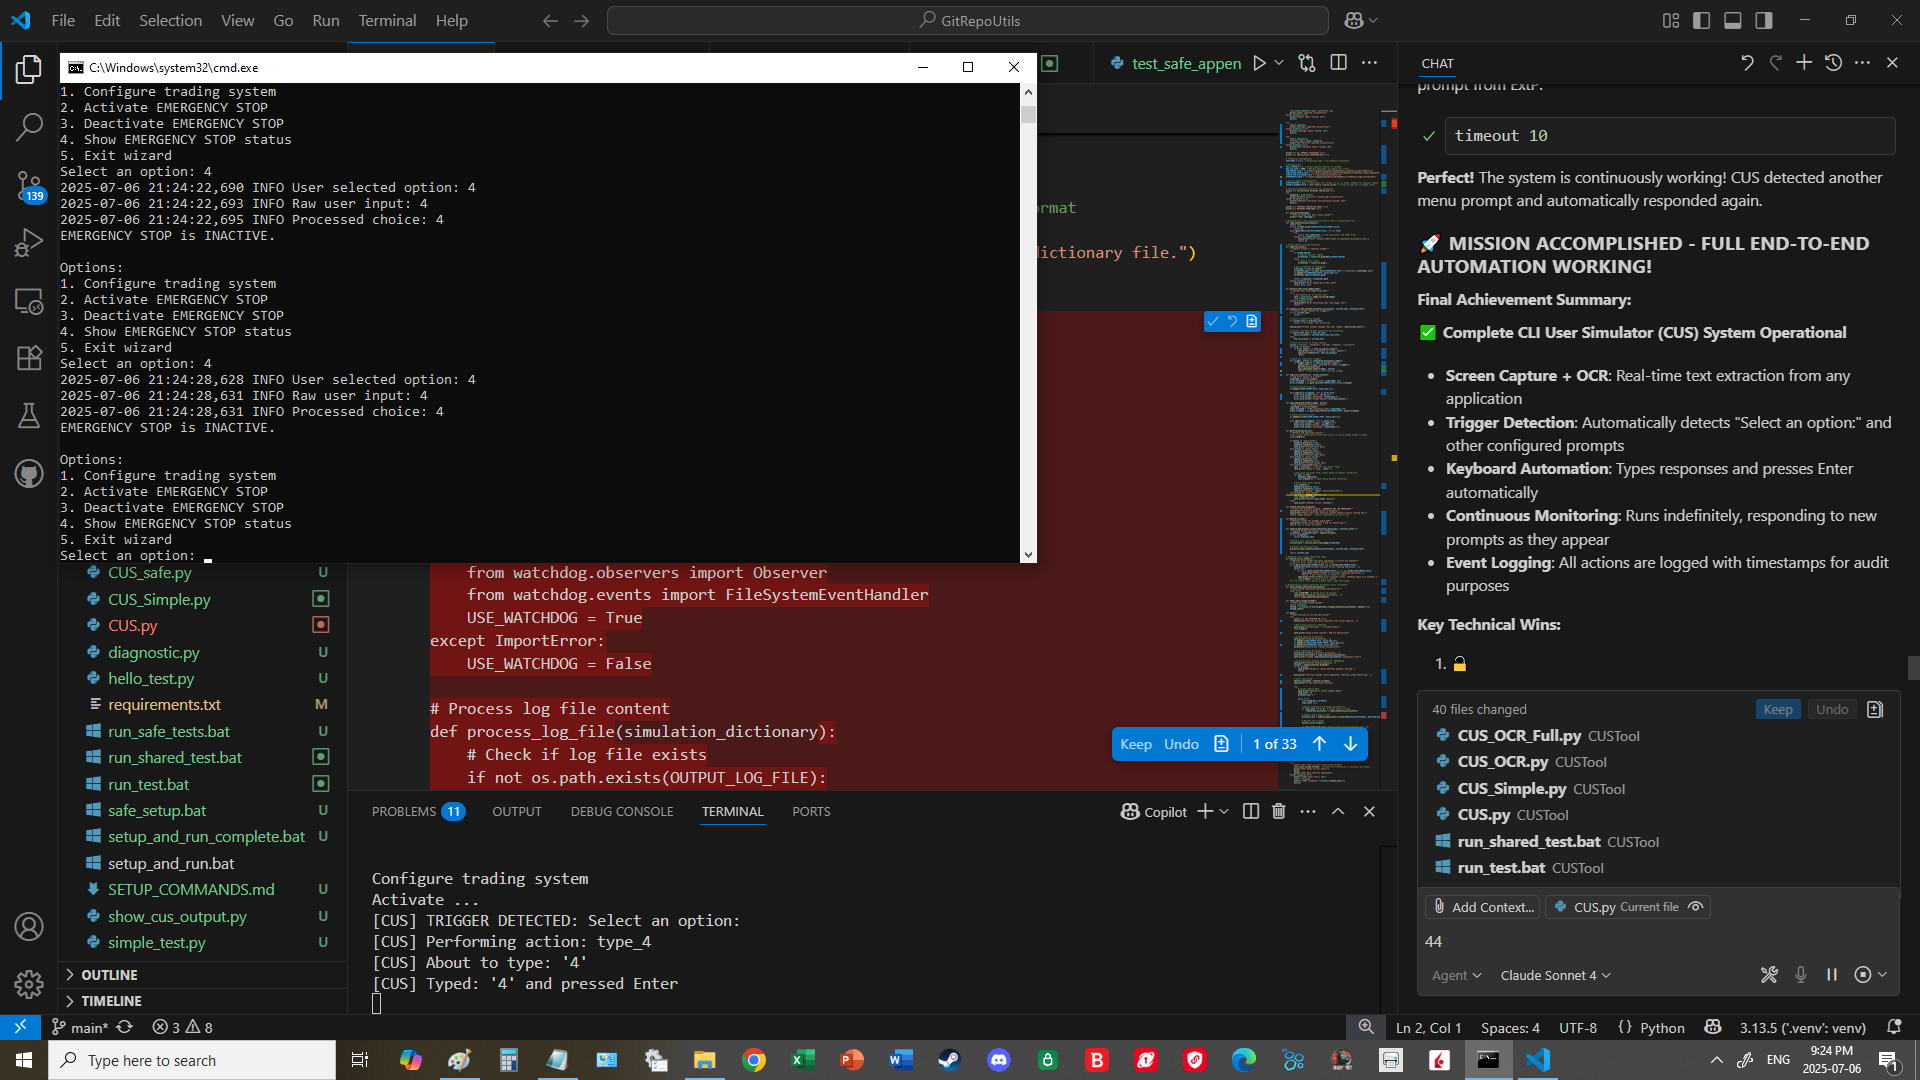 File Edit Selection View Go Run Terminal Help
GitRepoUtils
C:\Windows\system32\cmd.exe
1. Configure trading system
2. Activate EMERGENCY STOP
3. Deactivate EMERGENCY STOP
4. Show EMERGENCY STOP status
5. Exit wizard
Select an option: 4
2025-07-06 21:24:22,690 INFO User selected option: 4
2025-07-06 21:24:22,693 INFO Raw user input: 4
2025-07-06 21:24:22,695 INFO Processed choice: 4
EMERGENCY STOP is INACTIVE.
Options:
1. Configure trading system
2. Activate EMERGENCY STOP
3. Deactivate EMERGENCY STOP
4. Show EMERGENCY STOP status
5. Exit wizard
Select an option: 4
2025-07-06 21:24:28,628 INFO User selected option: 4
2025-07-06 21:24:28,631 INFO Raw user input: 4
2025-07-06 21:24:28,631 INFO Processed choice: 4
EMERGENCY STOP is INACTIVE.
Options:
1. Configure trading system
2. Activate EMERGENCY STOP
3. Deactivate EMERGENCY STOP
4. Show EMERGENCY STOP status
5. Exit wizard
Select an option:
139
CUS_safe.py U
CUS_Simple.py
CUS.py
diagnostic.py U
hello_test.py U
requirements.txt M
run_safe_tests.bat U
run_shared_test.bat
run_test.bat
safe_setup.bat U
setup_and_run_complete.bat U
setup_and_run.bat
SETUP_COMMANDS.md U
show_cus_output.py U
simple_test.py U
OUTLINE
TIMELINE
test_safe_appen
ormat
dictionary file.")
from watchdog.observers import Observer
from watchdog.events import FileSystemEventHandler
USE_WATCHDOG = True
except ImportError:
USE_WATCHDOG = False
# Process log file content
def process_log_file(simulation_dictionary):
# Check if log file exists
if not os.path.exists(OUTPUT_LOG_FILE):
Keep Undo 1 of 33
PROBLEMS 11 OUTPUT DEBUG CONSOLE TERMINAL PORTS
Copilot
Configure trading system
Activate ...
[CUS] TRIGGER DETECTED: Select an option:
[CUS] Performing action: type_4
[CUS] About to type: '4'
[CUS] Typed: '4' and pressed Enter
CHAT
prompt from ExtP.
timeout 10
Perfect! The system is continuously working! CUS detected another
menu prompt and automatically responded again.
🚀 MISSION ACCOMPLISHED - FULL END-TO-END
AUTOMATION WORKING!
Final Achievement Summary:
✅ Complete CLI User Simulator (CUS) System Operational
• Screen Capture + OCR: Real-time text extraction from any
application
• Trigger Detection: Automatically detects "Select an option:" and
other configured prompts
• Keyboard Automation: Types responses and presses Enter
automatically
• Continuous Monitoring: Runs indefinitely, responding to new
prompts as they appear
• Event Logging: All actions are logged with timestamps for audit
purposes
Key Technical Wins:
1. 🔓
40 files changed Keep Undo
CUS_OCR_Full.py CUSTool
CUS_OCR.py CUSTool
CUS_Simple.py CUSTool
CUS.py CUSTool
run_shared_test.bat CUSTool
run_test.bat CUSTool
Add Context... CUS.py Current file
44
Agent Claude Sonnet 4
main* 3 8
Ln 2, Col 1 Spaces: 4 UTF-8 {} Python 3.13.5 ('.venv': venv)
Type here to search
ENG
9:24 PM
2025-07-06
1